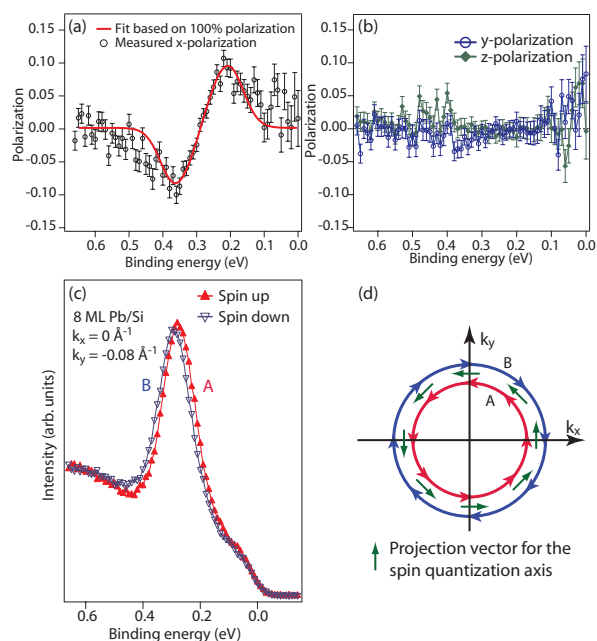 (a)
Fit based on 100% polarization
Measured x-polarization
0.15
0.10
0.05
0.00
-0.05
-0.10
-0.15
Polarization
0.6 0.5 0.4 0.3 0.2 0.1 0.0
Binding energy (eV)
(b)
y-polarization
z-polarization
0.15
0.10
0.05
0.00
-0.05
-0.10
-0.15
Polarization
0.6 0.5 0.4 0.3 0.2 0.1 0.0
Binding energy (eV)
(c)
Spin up
Spin down
8 ML Pb/Si
kx = 0 Å-1
ky = -0.08 Å-1
B
A
Intensity (arb. units)
0.6 0.4 0.2 0.0
Binding energy (eV)
(d)
ky
B
A
kx
Projection vector for the
spin quantization axis